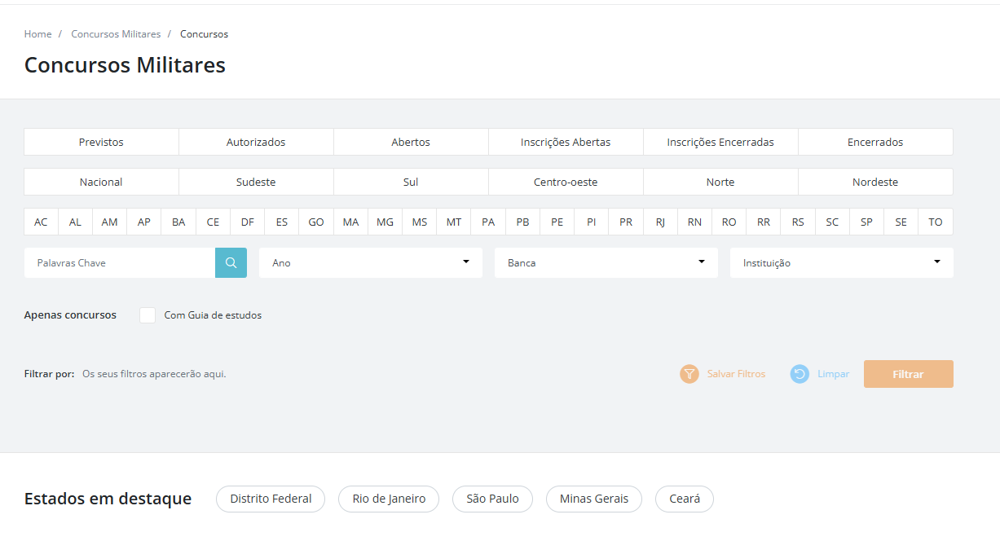 Home / Concursos Militares / Concursos
Concursos Militares
Previstos Autorizados Abertos Inscrições Abertas Inscrições Encerradas Encerrados
Nacional Sudeste Sul Centro-oeste Norte Nordeste
AC AL AM AP BA CE DF ES GO MA MG MS MT PA PB PE PI PR RJ RN RO RR RS SC SP SE TO
Palavras Chave Ano Banca Instituição
Apenas concursos Com Guia de estudos
Filtrar por: Os seus filtros aparecerão aqui. Salvar Filtros Limpar Filtrar
Estados em destaque Distrito Federal Rio de Janeiro São Paulo Minas Gerais Ceará